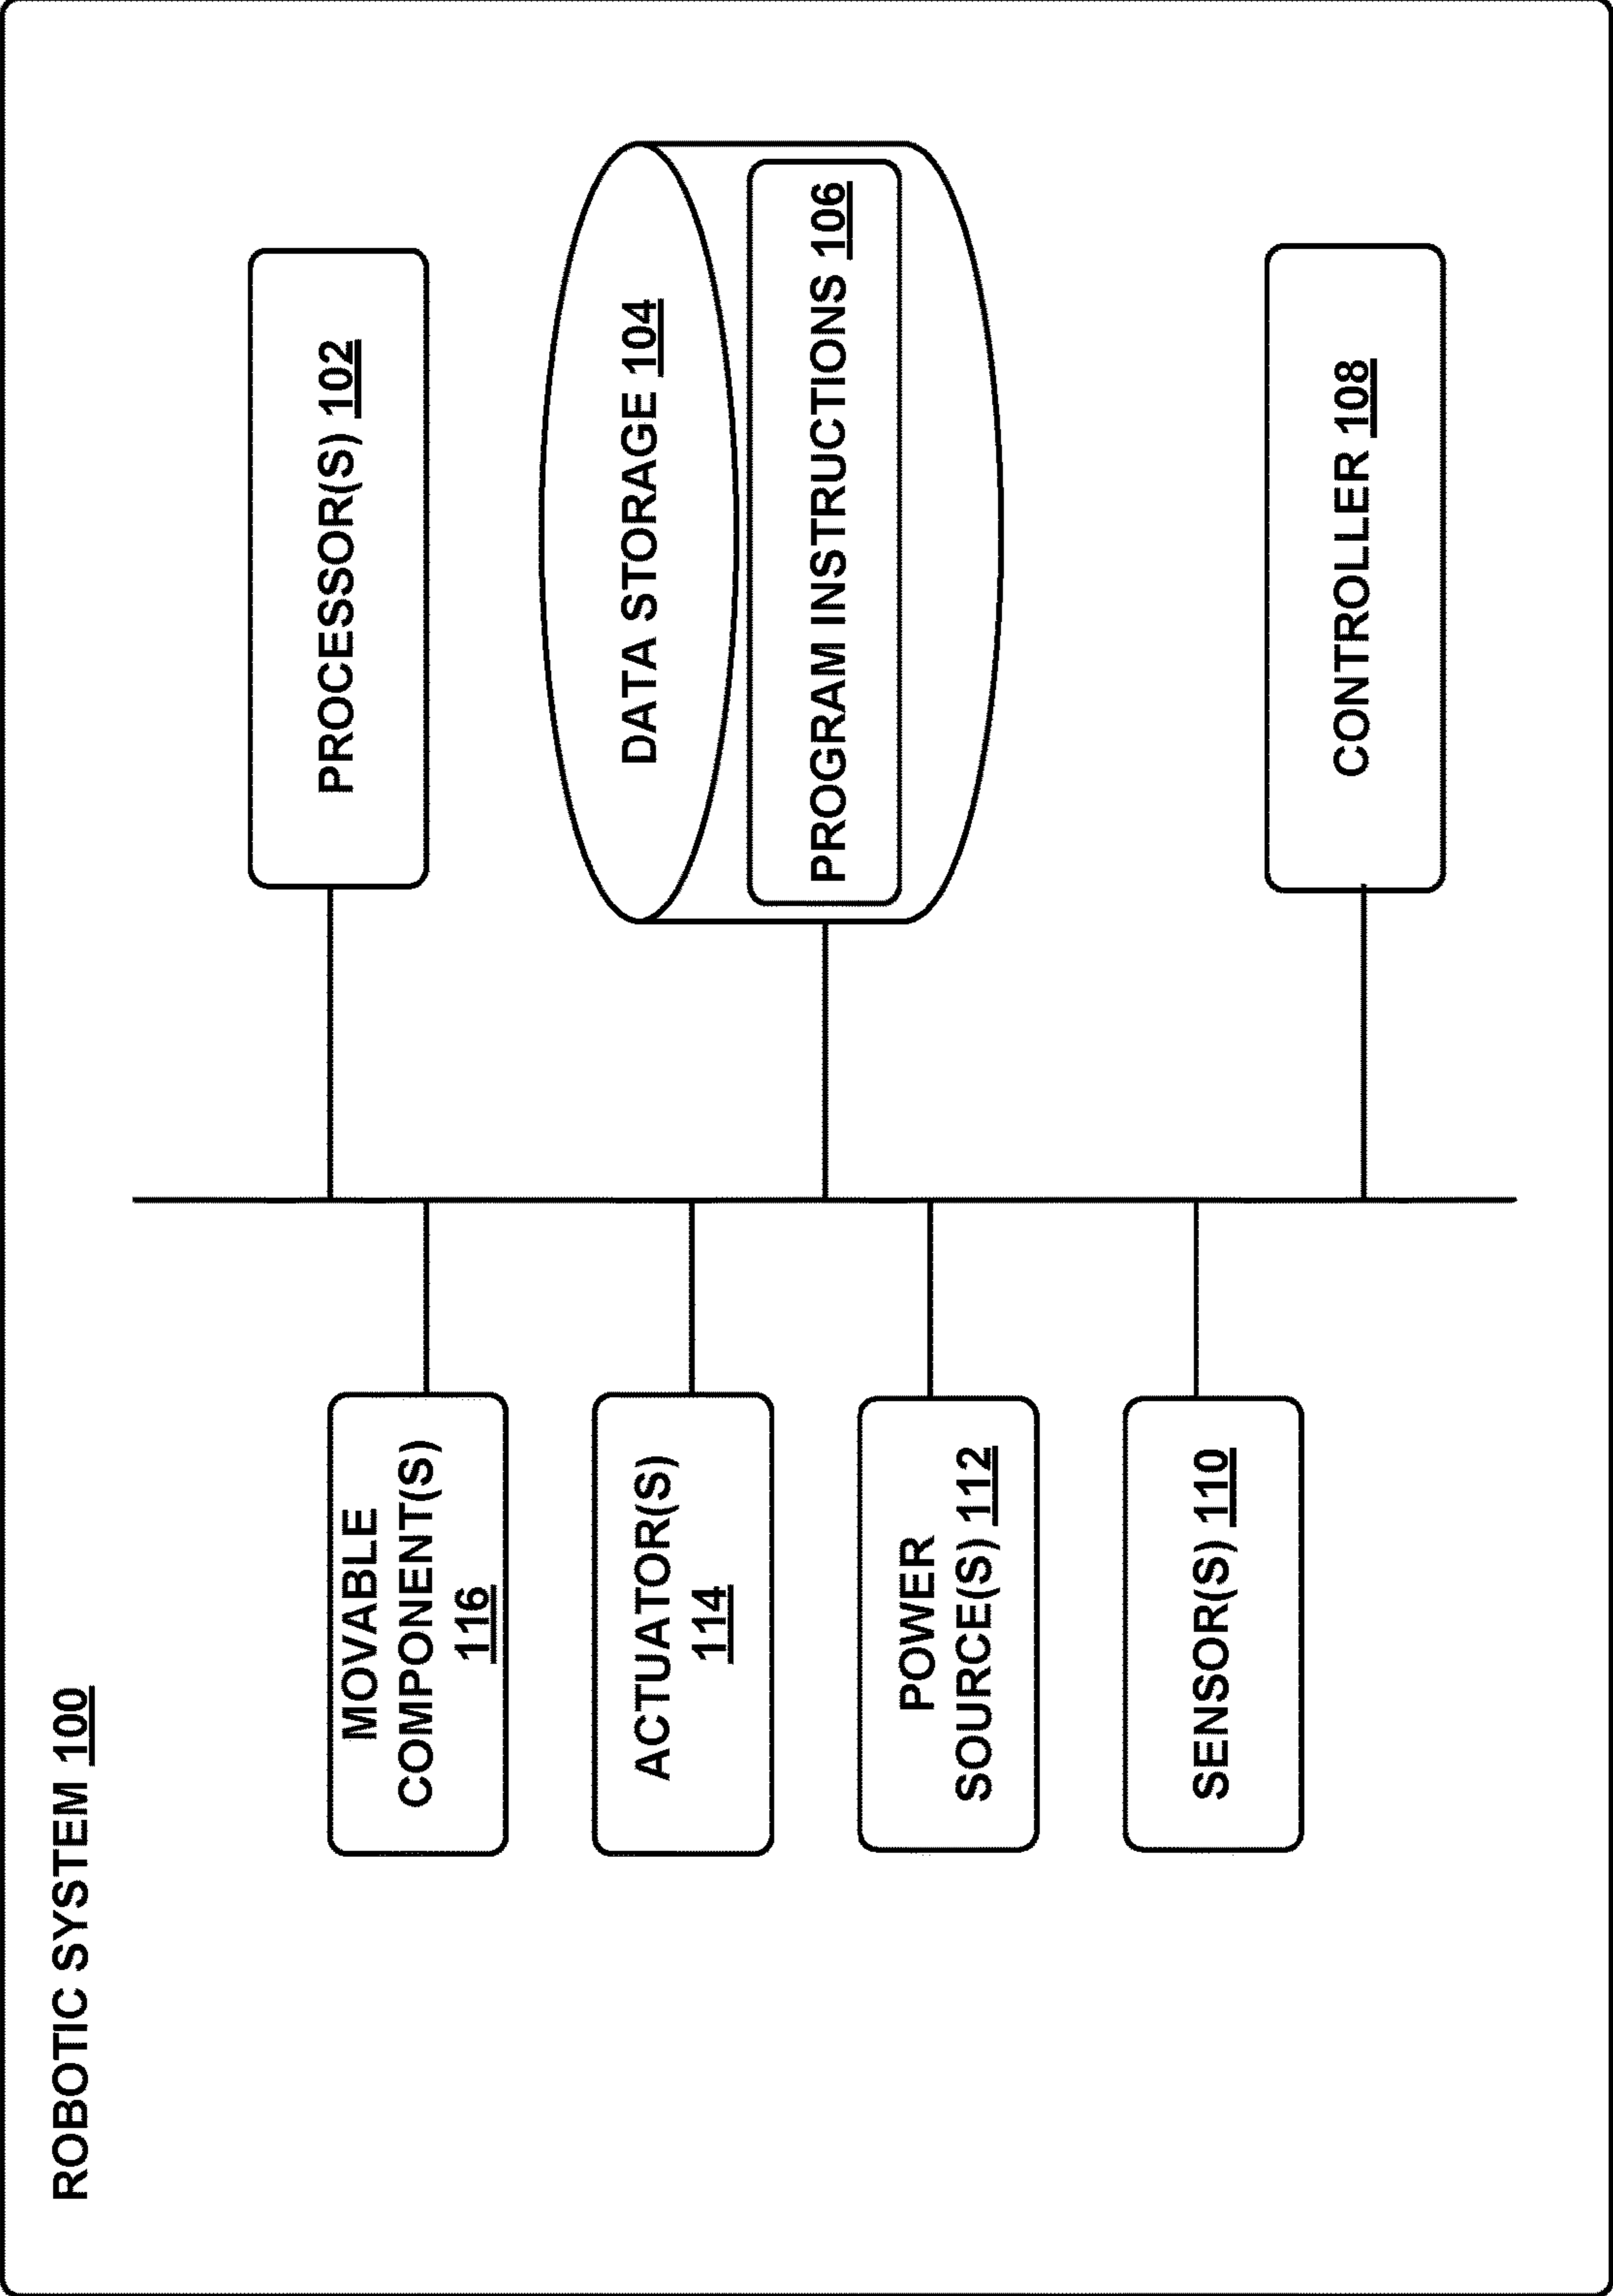 ROBOTIC SYSTEM 100
MOVABLE
COMPONENT(S)
116
ACTUATOR(S)
114
POWER
SOURCE(S) 112
SENSOR(S) 110
PROCESSOR(S) 102
DATA STORAGE 104
PROGRAM INSTRUCTIONS 106
CONTROLLER 108